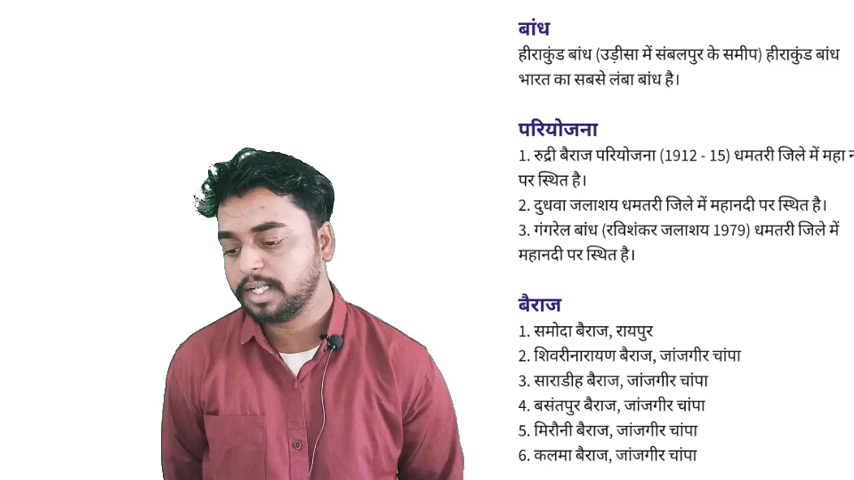 बांध
हीराकुंड बांध (उड़ीसा में संबलपुर के समीप) हीराकुंड बांध
भारत का सबसे लंबा बांध है।
परियोजना
1. रुद्री बैराज परियोजना (1912 - 15) धमतरी जिले में महा न
पर स्थित है।
2. दुधवा जलाशय धमतरी जिले में महानदी पर स्थित है।
3. गंगरेल बांध (रविशंकर जलाशय 1979) धमतरी जिले में
महानदी पर स्थित है।
बैराज
1. समोदा बैराज, रायपुर
2. शिवरीनारायण बैराज, जांजगीर चांपा
3. साराडीह बैराज, जांजगीर चांपा
4. बसंतपुर बैराज, जांजगीर चांपा
5. मिरौनी बैराज, जांजगीर चांपा
6. कलमा बैराज, जांजगीर चांपा